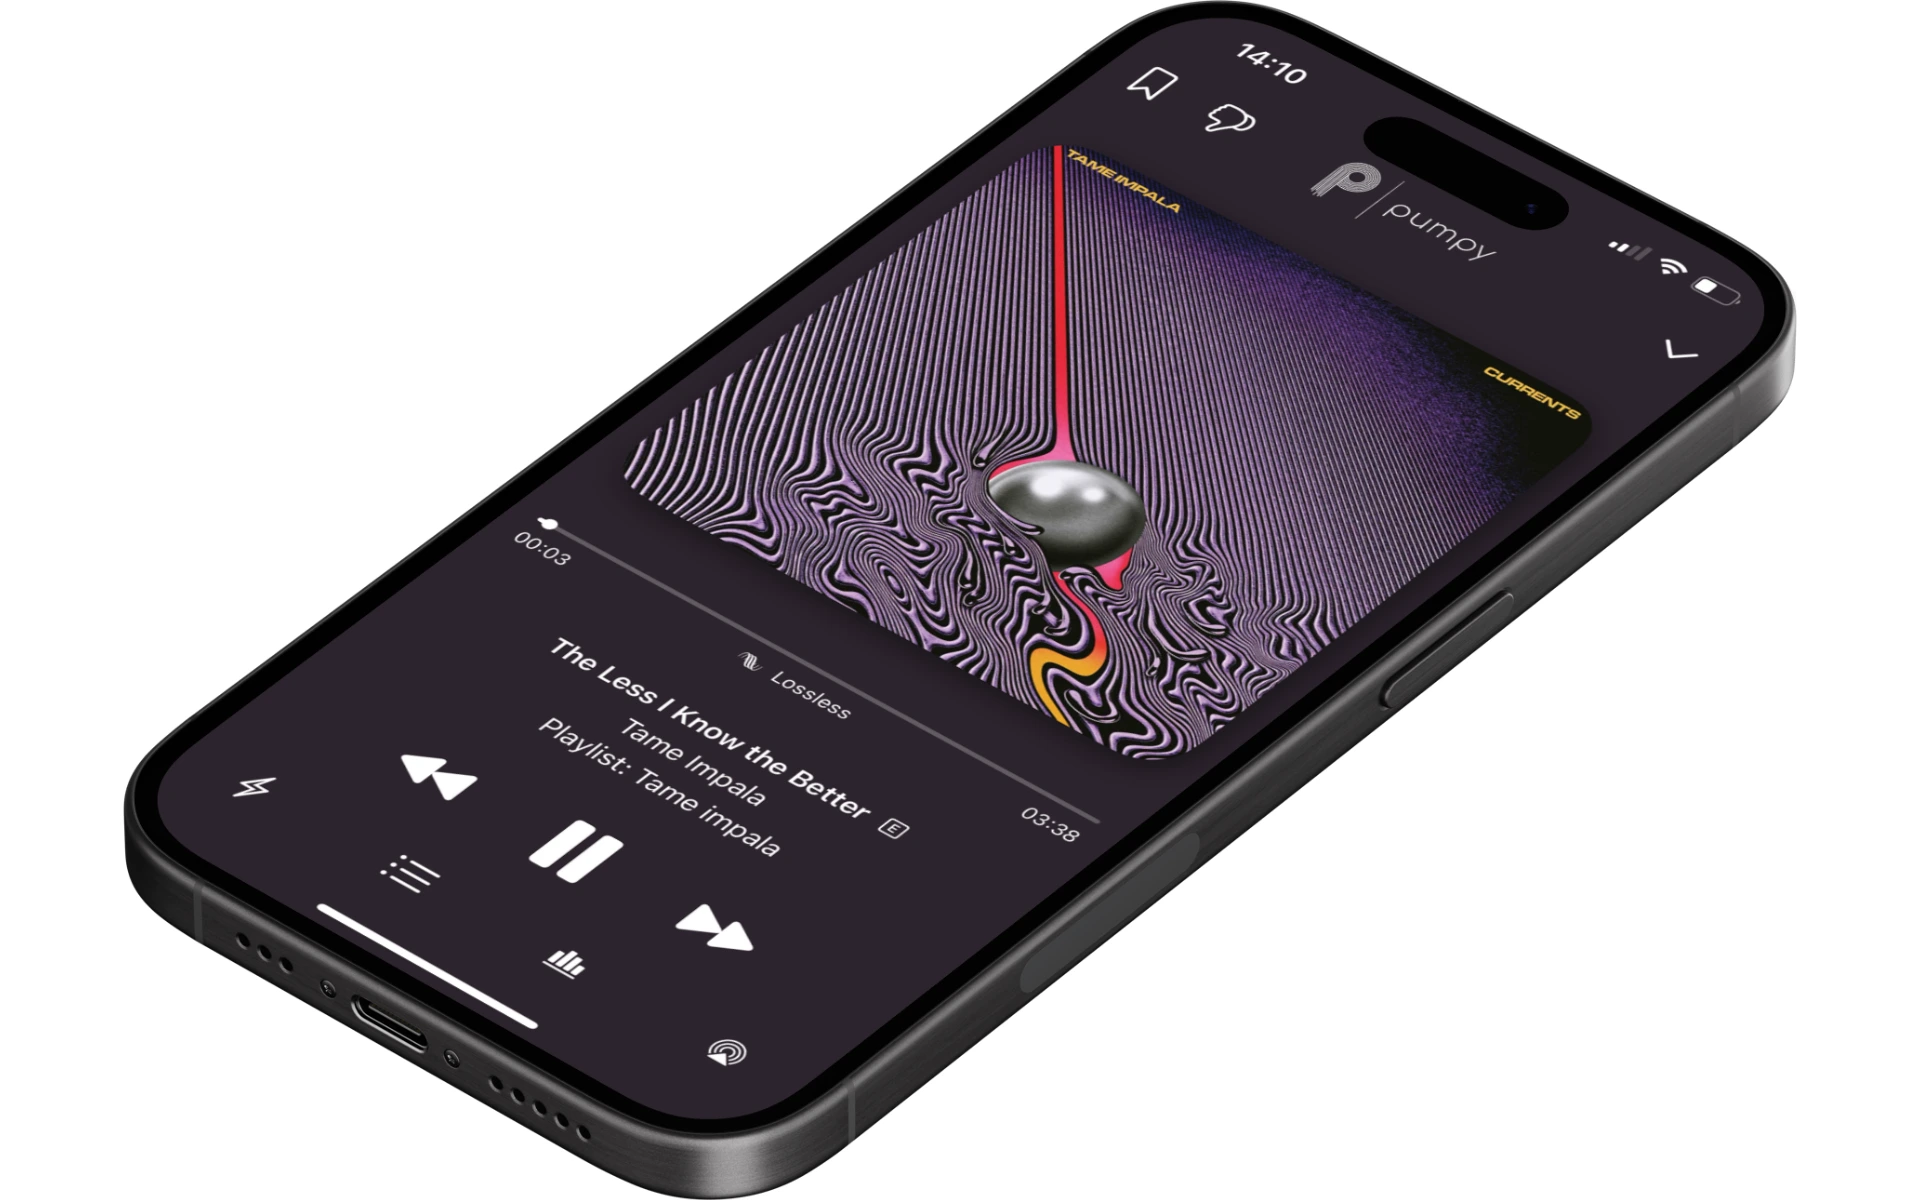 14:10
pumpy
TAME IMPALA
CURRENTS
00:03
03:38
Lossless
The Less I Know the Better E
Tame Impala
Playlist: Tame impala